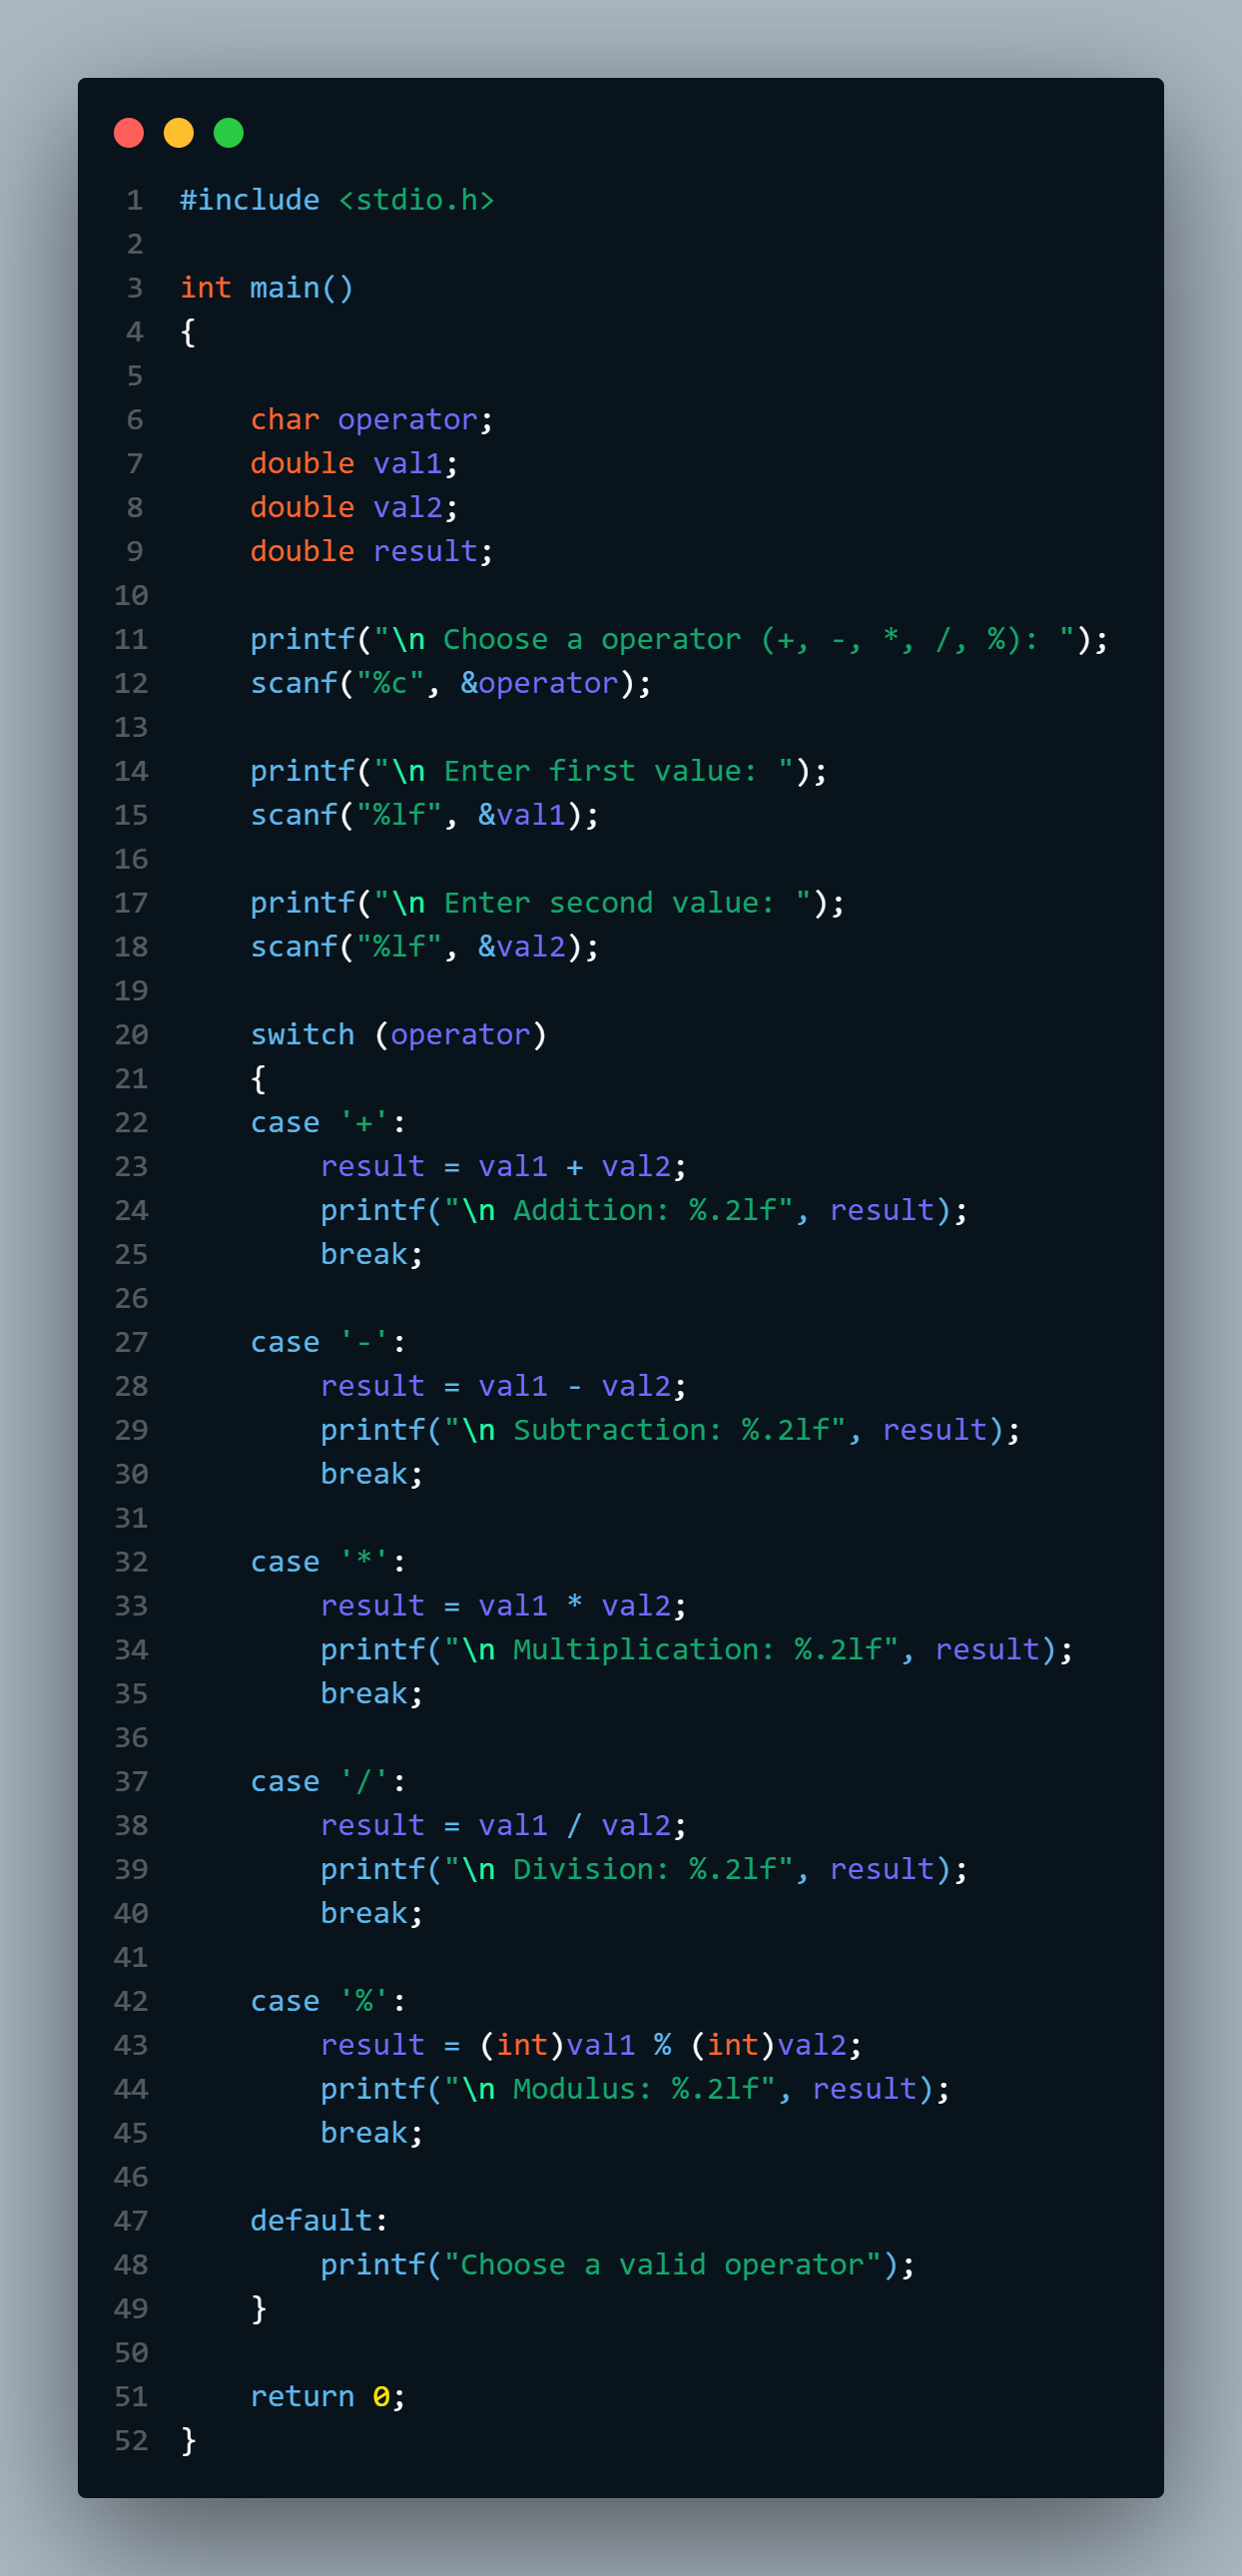 1 #include <stdio.h>
2
3 int main()
4 {
5
6     char operator;
7     double val1;
8     double val2;
9     double result;
10
11     printf("\n Choose a operator (+, -, *, /, %): ");
12     scanf("%c", &operator);
13
14     printf("\n Enter first value: ");
15     scanf("%lf", &val1);
16
17     printf("\n Enter second value: ");
18     scanf("%lf", &val2);
19
20     switch (operator)
21     {
22     case '+':
23         result = val1 + val2;
24         printf("\n Addition: %.2lf", result);
25         break;
26
27     case '-':
28         result = val1 - val2;
29         printf("\n Subtraction: %.2lf", result);
30         break;
31
32     case '*':
33         result = val1 * val2;
34         printf("\n Multiplication: %.2lf", result);
35         break;
36
37     case '/':
38         result = val1 / val2;
39         printf("\n Division: %.2lf", result);
40         break;
41
42     case '%':
43         result = (int)val1 % (int)val2;
44         printf("\n Modulus: %.2lf", result);
45         break;
46
47     default:
48         printf("Choose a valid operator");
49     }
50
51     return 0;
52 }